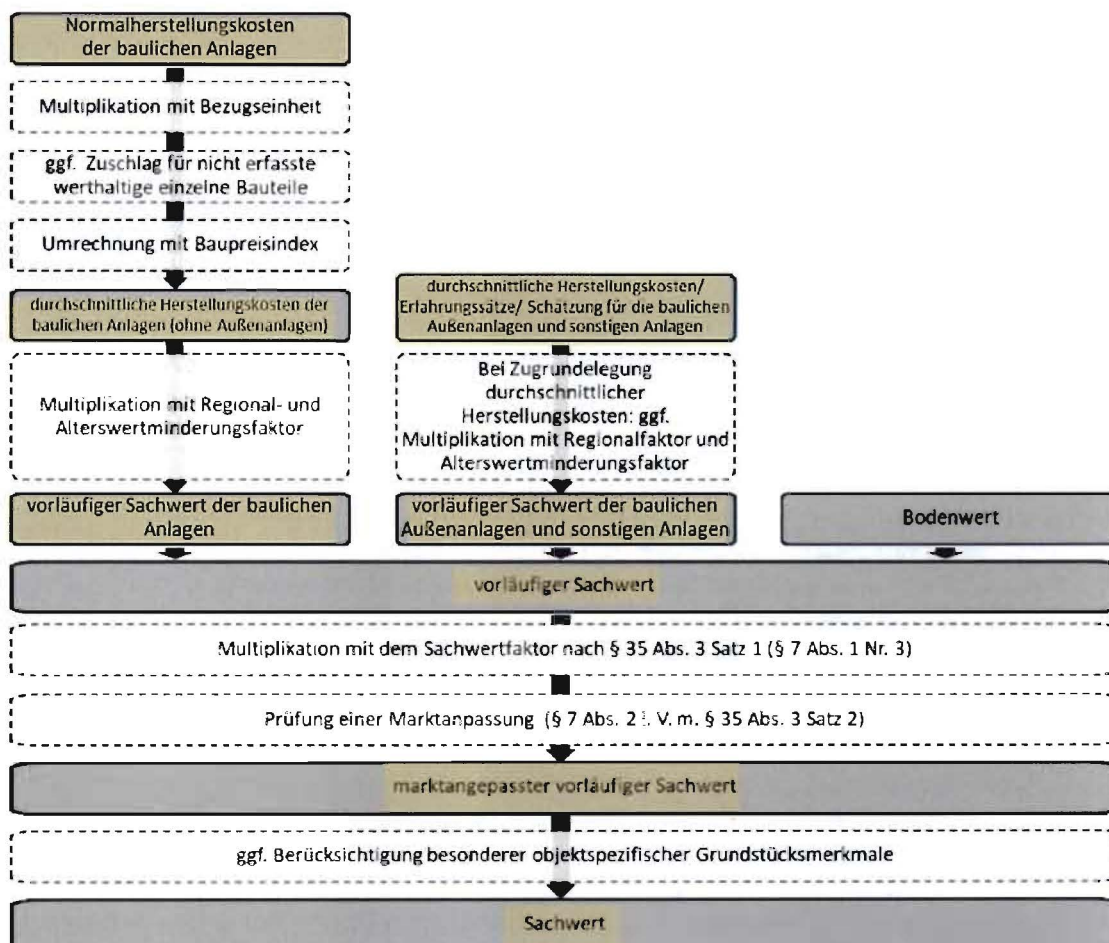 Normalherstellungskosten
der baulichen Anlagen
Multiplikation mit Bezugseinheit
ggf. Zuschlag für nicht erfasste
werthaltige einzelne Bauteile
Umrechnung mit Baupreisindex
durchschnittliche Herstellungskosten der
baulichen Anlagen (ohne Außenanlagen)
Multiplikation mit Regional- und
Alterswertminderungsfaktor
vorläufiger Sachwert der baulichen
Anlagen
durchschnittliche Herstellungskosten/
Erfahrungssätze/ Schätzung für die baulichen
Außenanlagen und sonstigen Anlagen
Bei Zugrundelegung
durchschnittlicher
Herstellungskosten: ggf.
Multiplikation mit Regionalfaktor und
Alterswertminderungsfaktor
vorläufiger Sachwert der baulichen
Außenanlagen und sonstigen Anlagen
Bodenwert
vorläufiger Sachwert
Multiplikation mit dem Sachwertfaktor nach § 35 Abs. 3 Satz 1 (§ 7 Abs. 1 Nr. 3)
Prüfung einer Marktanpassung (§ 7 Abs. 2 i. V. m. § 35 Abs. 3 Satz 2)
marktangepasster vorläufiger Sachwert
ggf. Berücksichtigung besonderer objektspezifischer Grundstücksmerkmale
Sachwert